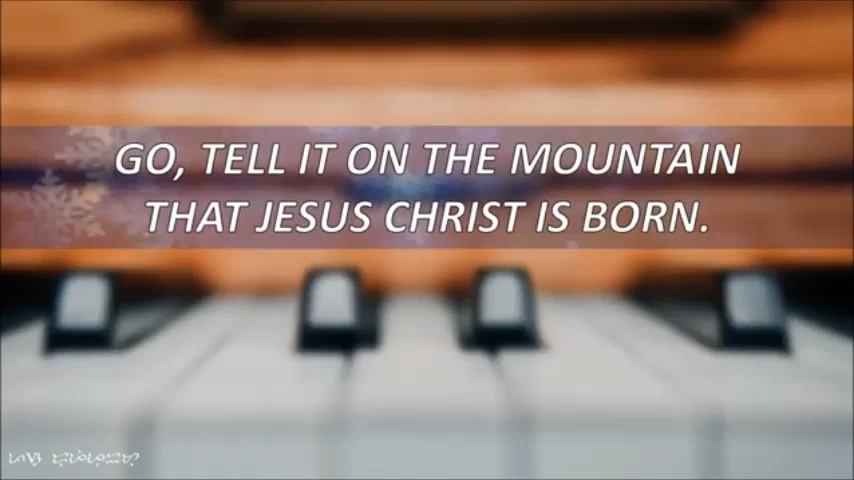 GO, TELL IT ON THE MOUNTAIN
THAT JESUS CHRIST IS BORN.